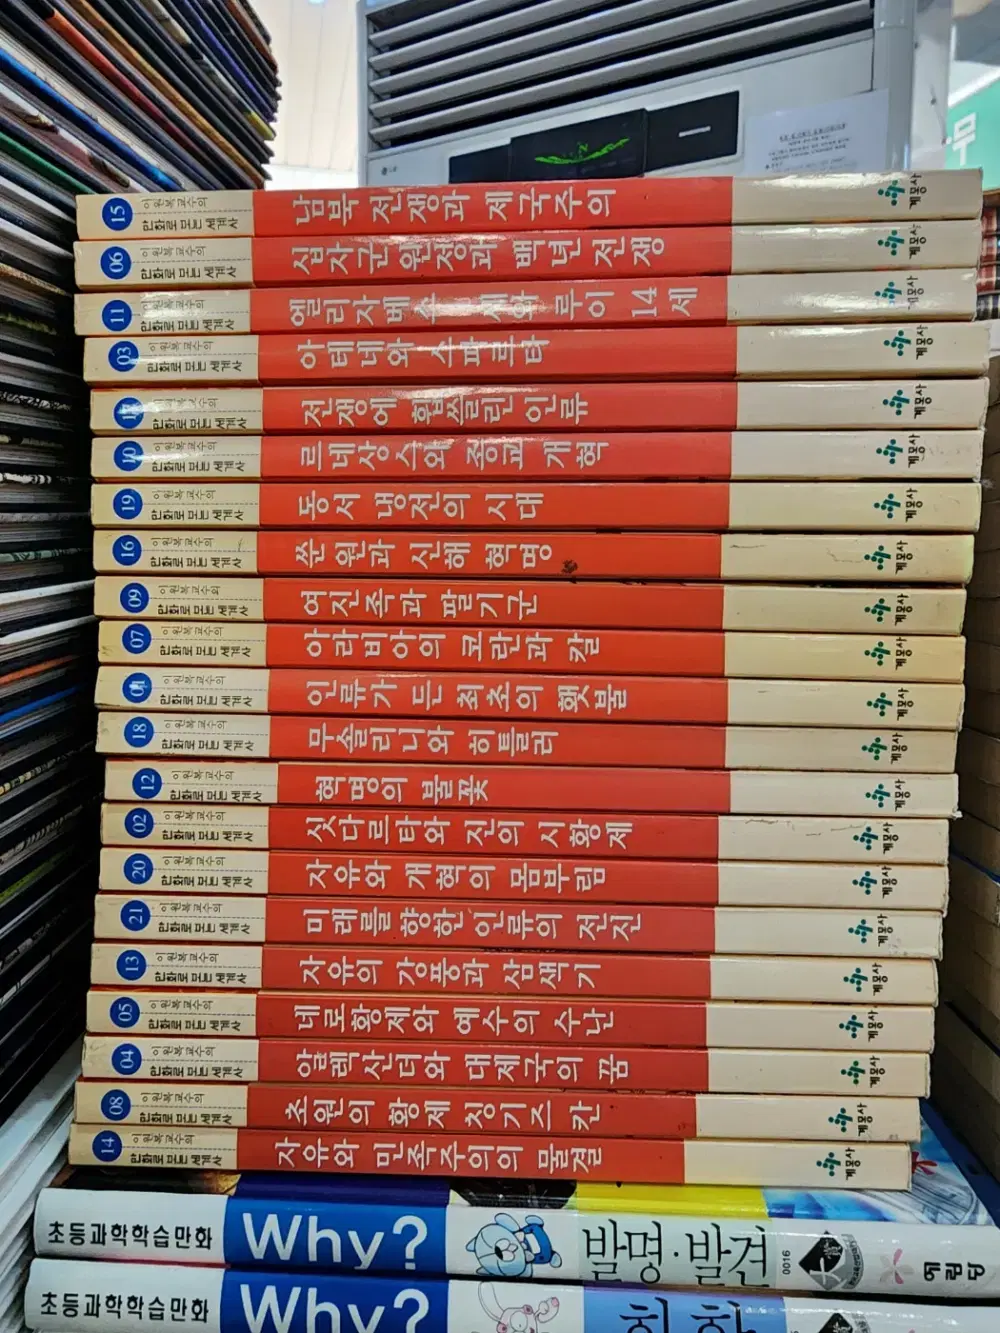 15 이원복 교수의 만화로 보는 세계사 남북 전쟁과 제국주의 계몽사
06 이원복 교수의 만화로 보는 세계사 십자군 원정과 백년 전쟁 계몽사
11 이원복 교수의 만화로 보는 세계사 엘리자베스 루이 14세 계몽사
03 이원복 교수의 만화로 보는 세계사 아테네와 스파르타 계몽사
17 이원복 교수의 만화로 보는 세계사 전쟁에 휩쓸린 인류 계몽사
10 이원복 교수의 만화로 보는 세계사 르네상스와 종교 개혁 계몽사
19 이원복 교수의 만화로 보는 세계사 동서 냉전의 시대 계몽사
16 이원복 교수의 만화로 보는 세계사 쑨원과 신해 혁명 계몽사
09 이원복 교수의 만화로 보는 세계사 여진족과 팔기군 계몽사
07 이원복 교수의 만화로 보는 세계사 아라비아의 코란과 칼 계몽사
01 이원복 교수의 만화로 보는 세계사 인류가 든 최초의 횃불 계몽사
18 이원복 교수의 만화로 보는 세계사 무솔리니와 히틀러 계몽사
12 이원복 교수의 만화로 보는 세계사 혁명의 불꽃 계몽사
02 이원복 교수의 만화로 보는 세계사 싯다르타와 진의 시황제 계몽사
20 이원복 교수의 만화로 보는 세계사 자유와 개혁의 몸부림 계몽사
21 이원복 교수의 만화로 보는 세계사 미래를 향한 인류의 전진 계몽사
13 이원복 교수의 만화로 보는 세계사 자유의 강풍과 삼색기 계몽사
05 이원복 교수의 만화로 보는 세계사 네로황제와 예수의 수난 계몽사
04 이원복 교수의 만화로 보는 세계사 알렉산더와 대제국의 꿈 계몽사
08 이원복 교수의 만화로 보는 세계사 초원의 황제 칭기즈 칸 계몽사
14 이원복 교수의 만화로 보는 세계사 자유와 민족주의의 물결 계몽사
초등과학학습만화 Why? 발명·발견 0016 예림당
초등과학학습만화 Why?